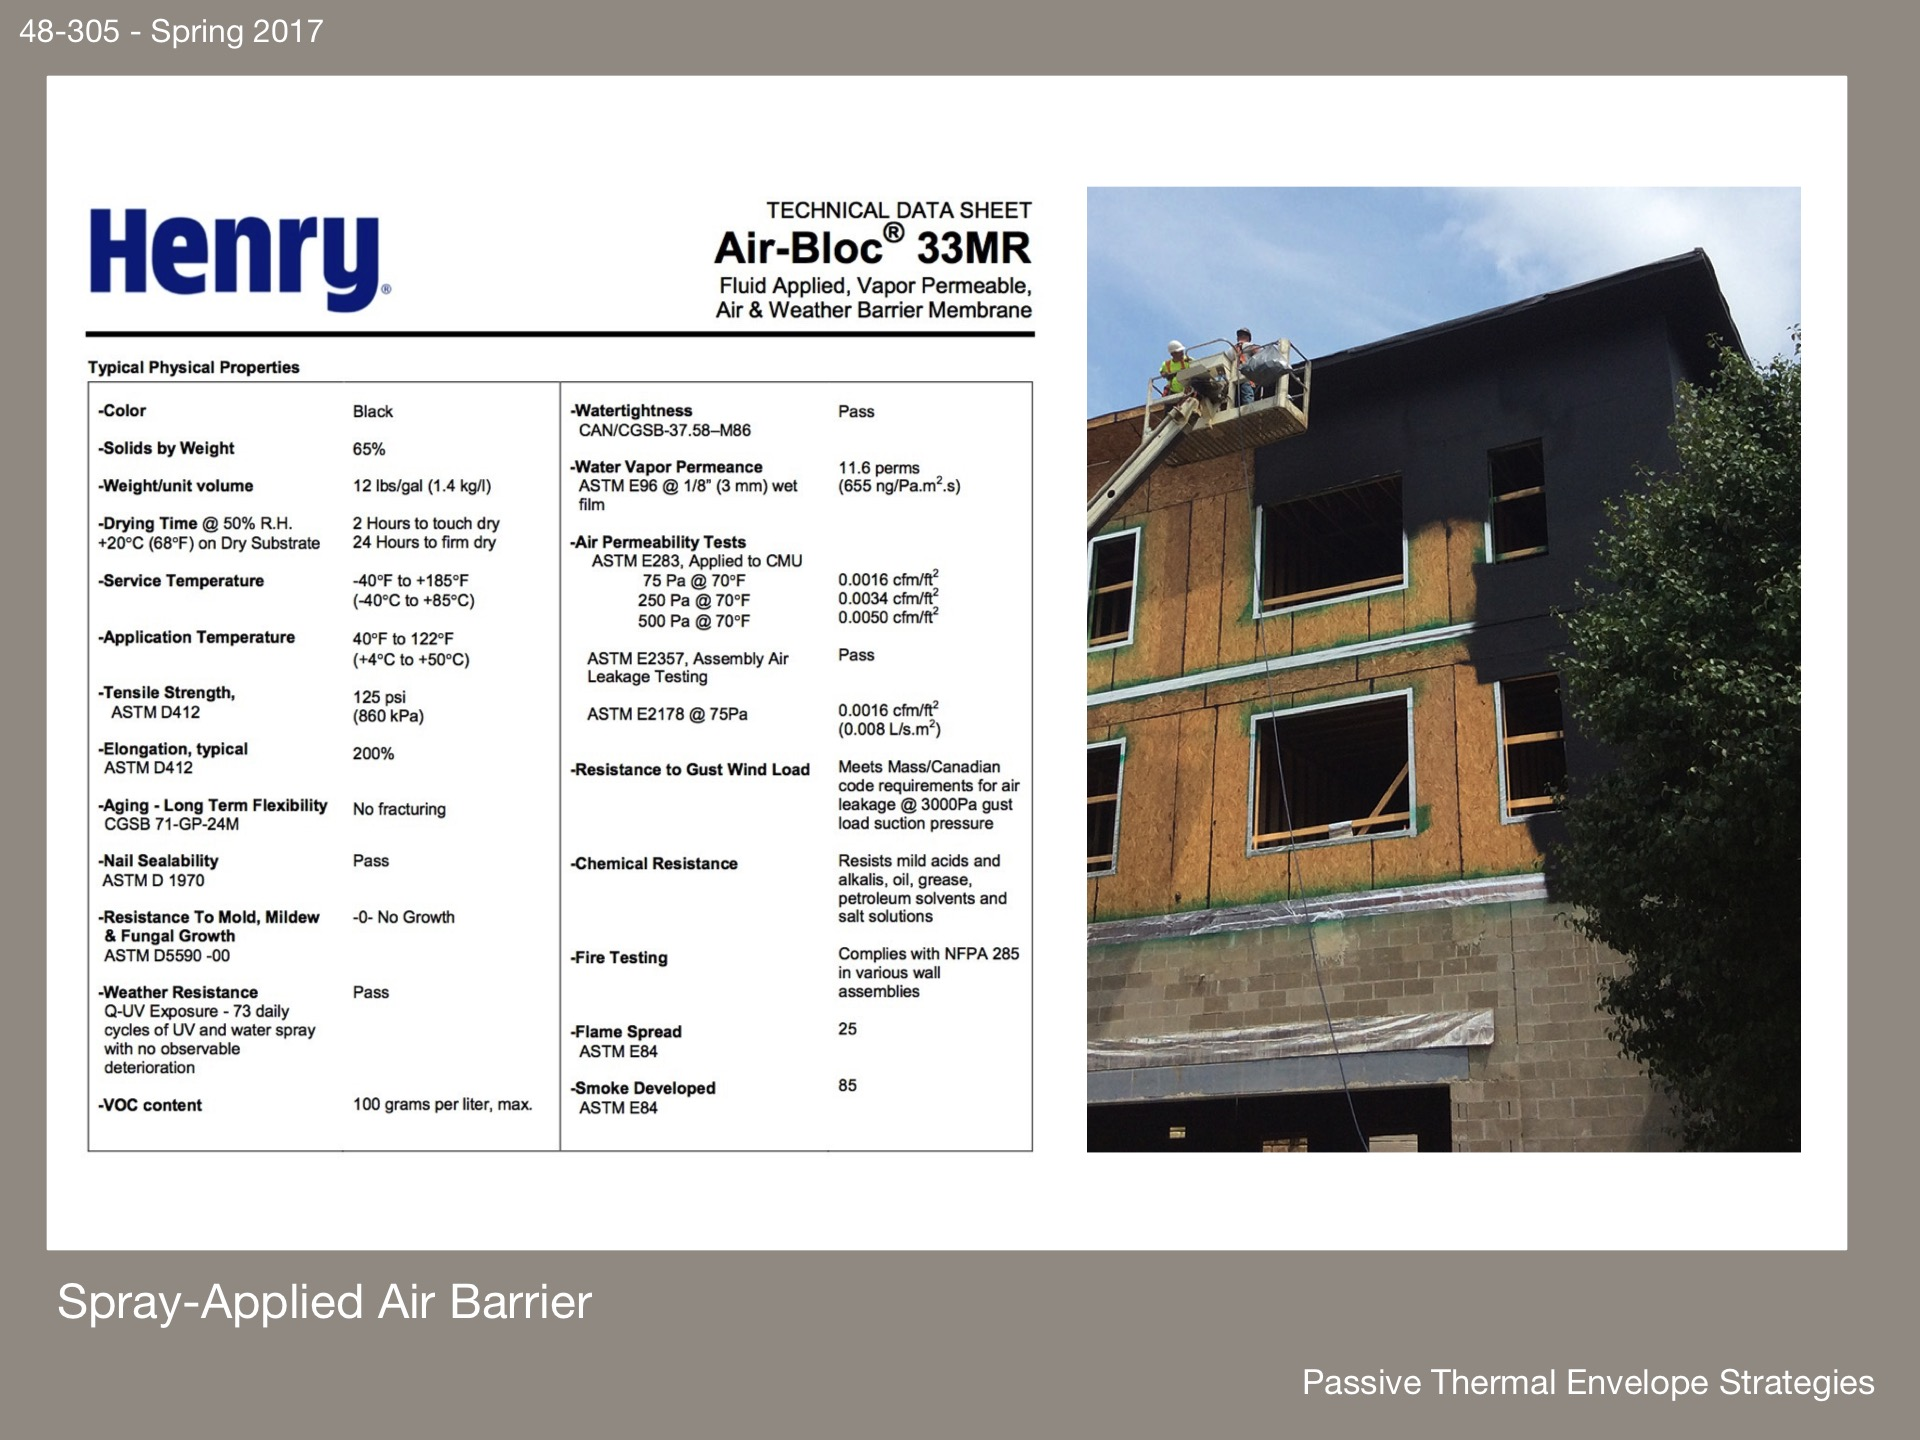 48-305 - Spring 2017
Henry®
TECHNICAL DATA SHEET
Air-Bloc® 33MR
Fluid Applied, Vapor Permeable,
Air & Weather Barrier Membrane
Typical Physical Properties
-Color Black
-Solids by Weight 65%
-Weight/unit volume 12 lbs/gal (1.4 kg/l)
-Drying Time @ 50% R.H. 2 Hours to touch dry
+20°C (68°F) on Dry Substrate 24 Hours to firm dry
-Service Temperature -40°F to +185°F
(-40°C to +85°C)
-Application Temperature 40°F to 122°F
(+4°C to +50°C)
-Tensile Strength, 125 psi
ASTM D412 (860 kPa)
-Elongation, typical 200%
ASTM D412
-Aging - Long Term Flexibility No fracturing
CGSB 71-GP-24M
-Nail Sealability Pass
ASTM D 1970
-Resistance To Mold, Mildew -0- No Growth
& Fungal Growth
ASTM D5590 -00
-Weather Resistance Pass
Q-UV Exposure - 73 daily
cycles of UV and water spray
with no observable
deterioration
-VOC content 100 grams per liter, max.
-Watertightness Pass
CAN/CGSB-37.58–M86
-Water Vapor Permeance 11.6 perms
ASTM E96 @ 1/8” (3 mm) wet (655 ng/Pa.m².s)
film
-Air Permeability Tests
ASTM E283, Applied to CMU
75 Pa @ 70°F 0.0016 cfm/ft²
250 Pa @ 70°F 0.0034 cfm/ft²
500 Pa @ 70°F 0.0050 cfm/ft²
ASTM E2357, Assembly Air Pass
Leakage Testing
ASTM E2178 @ 75Pa 0.0016 cfm/ft²
(0.008 L/s.m²)
-Resistance to Gust Wind Load Meets Mass/Canadian
code requirements for air
leakage @ 3000Pa gust
load suction pressure
-Chemical Resistance Resists mild acids and
alkalis, oil, grease,
petroleum solvents and
salt solutions
-Fire Testing Complies with NFPA 285
in various wall
assemblies
-Flame Spread 25
ASTM E84
-Smoke Developed 85
ASTM E84
Spray-Applied Air Barrier
Passive Thermal Envelope Strategies